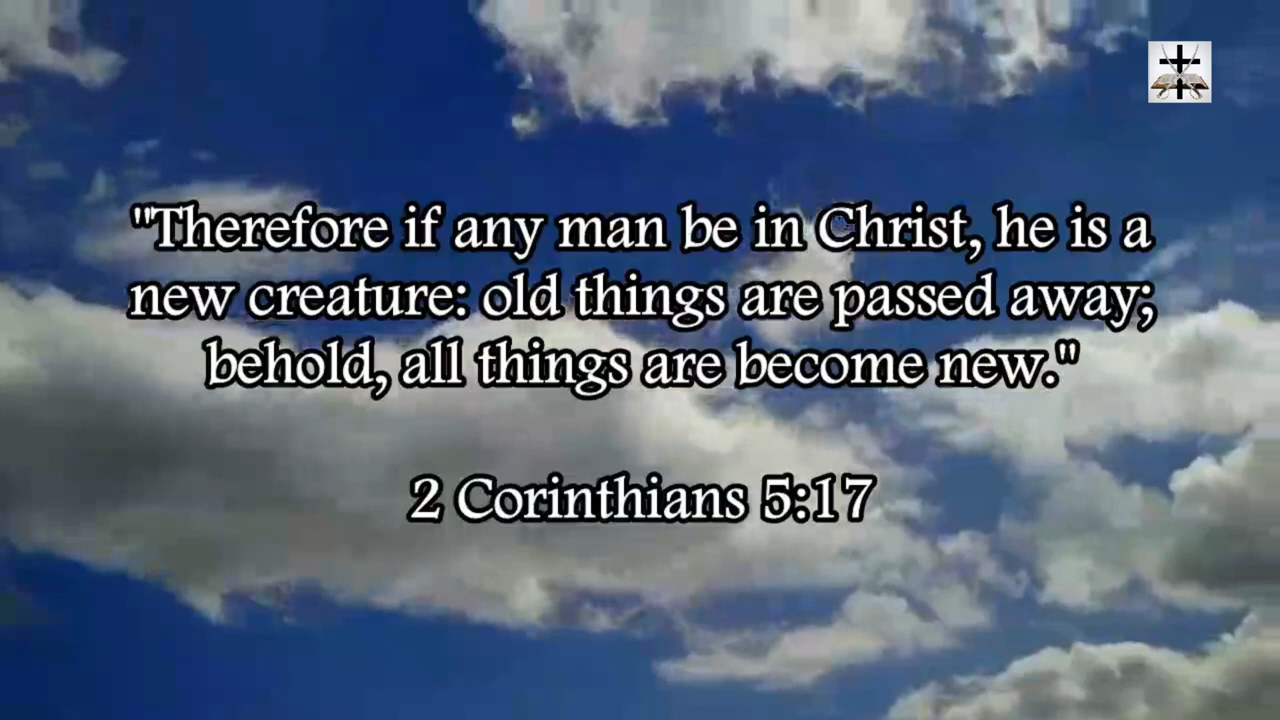 "Therefore if any man be in Christ, he is a
new creature: old things are passed away;
behold, all things are become new."
2 Corinthians 5:17